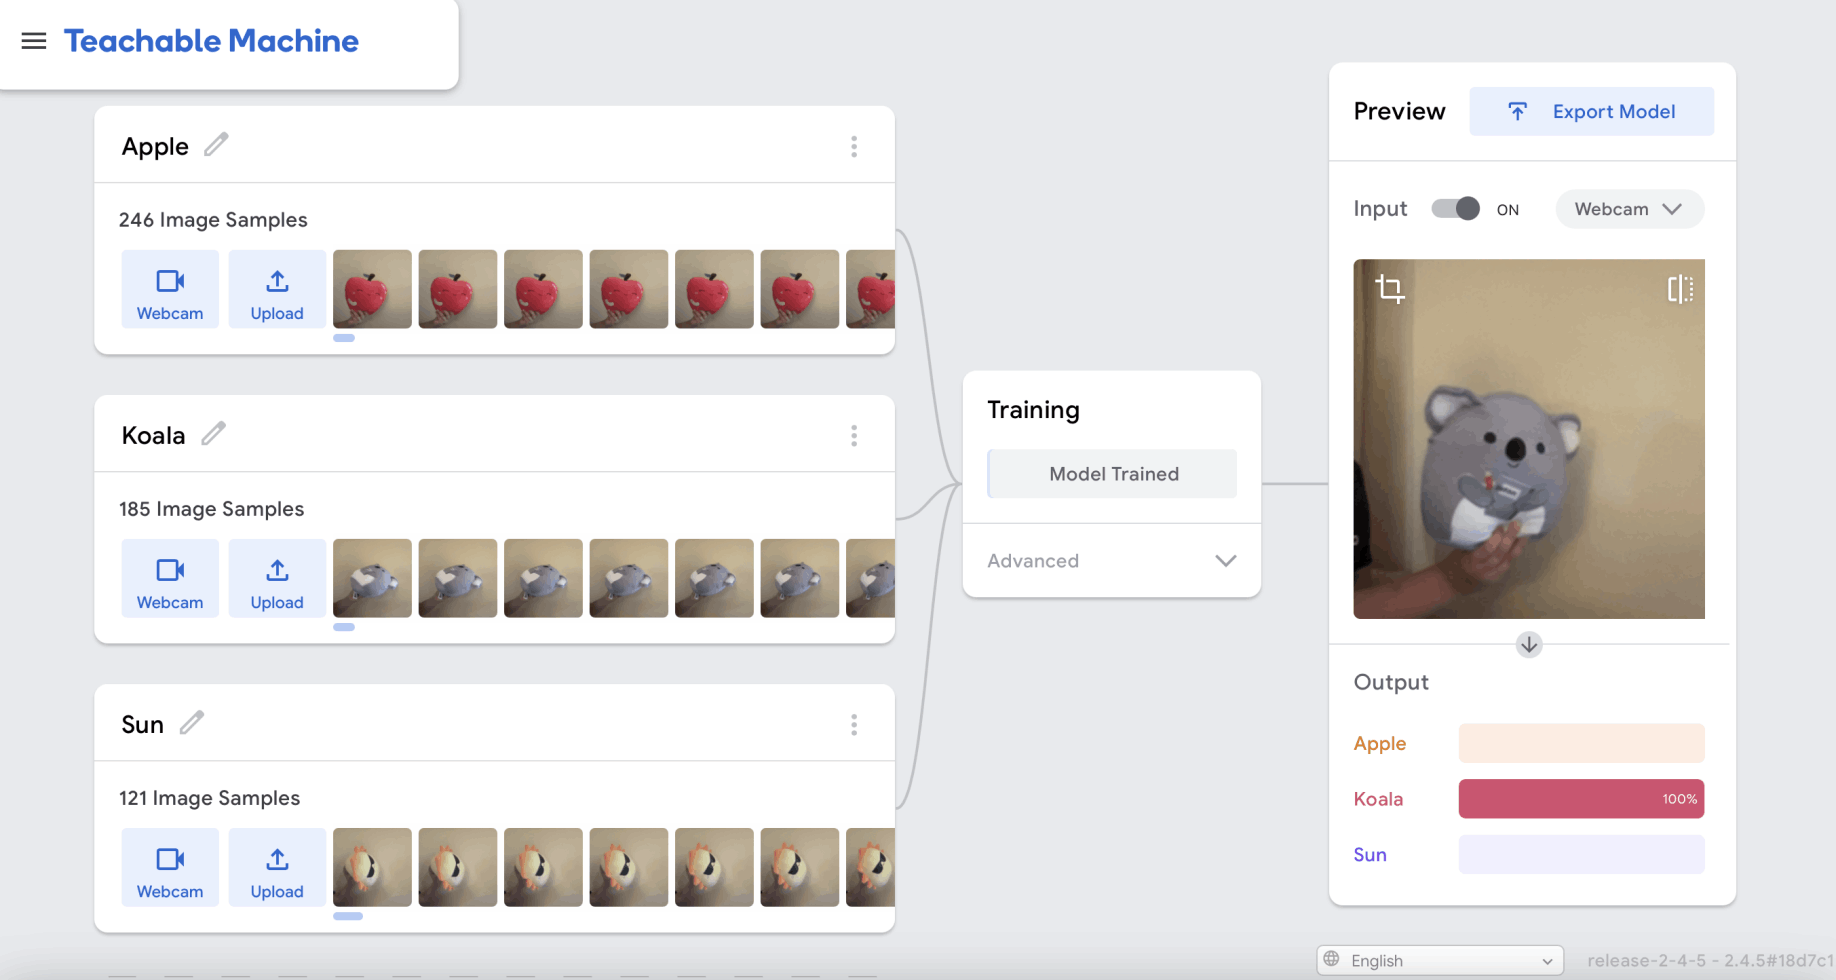 Teachable Machine
Apple
246 Image Samples
Webcam
Upload
Koala
185 Image Samples
Webcam
Upload
Sun
121 Image Samples
Webcam
Upload
Training
Model Trained
Advanced
Preview
Export Model
Input ON Webcam
Output
Apple
Koala 100%
Sun
English
release-2-4-5 - 2.4.5#18d7c1